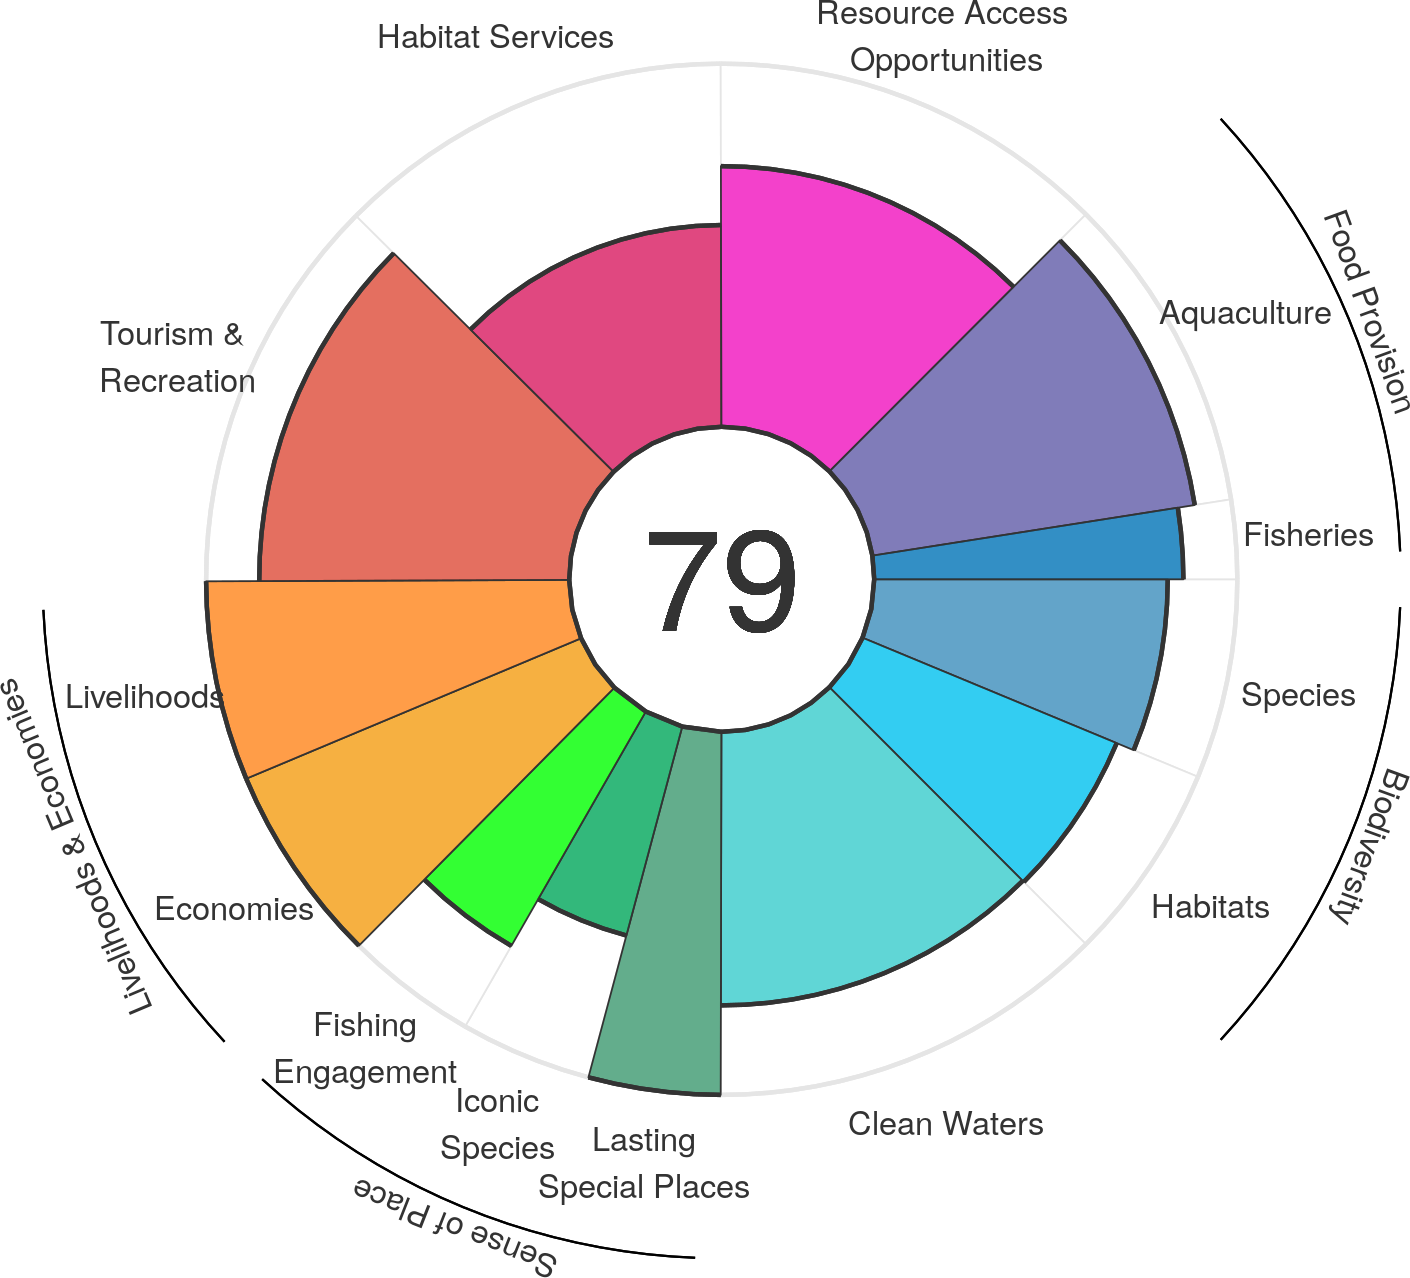 Resource Access
Opportunities
Habitat Services
Food Provision
Aquaculture
Tourism &
Recreation
Fisheries
79
Species
Livelihoods
Livelihoods & Economies
Biodiversity
Habitats
Economies
Fishing
Engagement
Iconic
Species
Lasting
Special Places
Clean Waters
Sense of Place